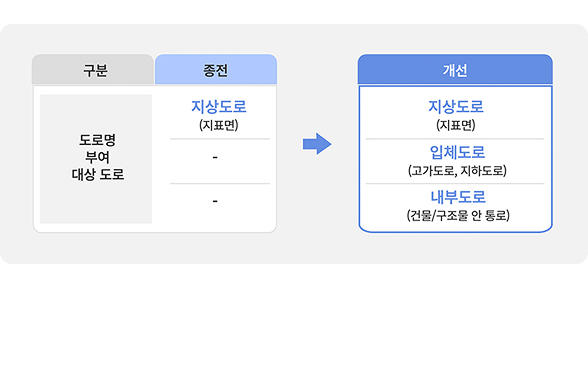 구분
종전
개선
도로명
부여
대상 도로
지상도로
(지표면)
-
-
지상도로
(지표면)
입체도로
(고가도로, 지하도로)
내부도로
(건물/구조물 안 통로)